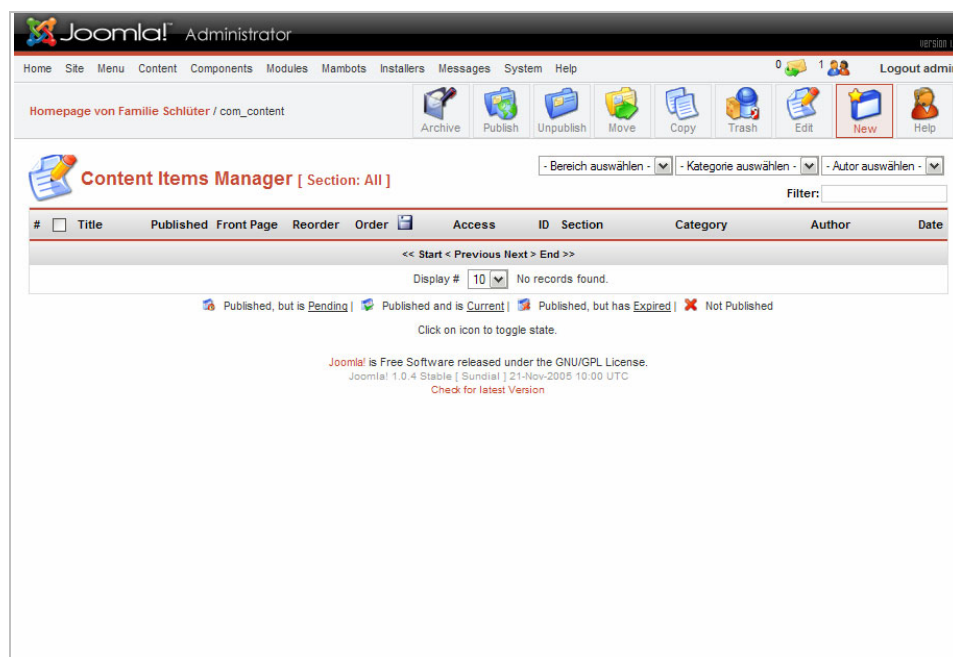 Joomla!™ Administrator
version 1
Home Site Menu Content Components Modules Mambots Installers Messages System Help 0 1 Logout admi
Homepage von Familie Schlüter / com_content
Archive Publish Unpublish Move Copy Trash Edit New Help
Content Items Manager [ Section: All ]
- Bereich auswählen - - Kategorie auswählen - - Autor auswählen -
Filter:
# Title Published Front Page Reorder Order Access ID Section Category Author Date
<< Start < Previous Next > End >>
Display # 10 No records found.
Published, but is Pending | Published and is Current | Published, but has Expired | Not Published
Click on icon to toggle state.
Joomla! is Free Software released under the GNU/GPL License.
Joomla! 1.0.4 Stable [ Sundial ] 21-Nov-2005 10:00 UTC
Check for latest Version